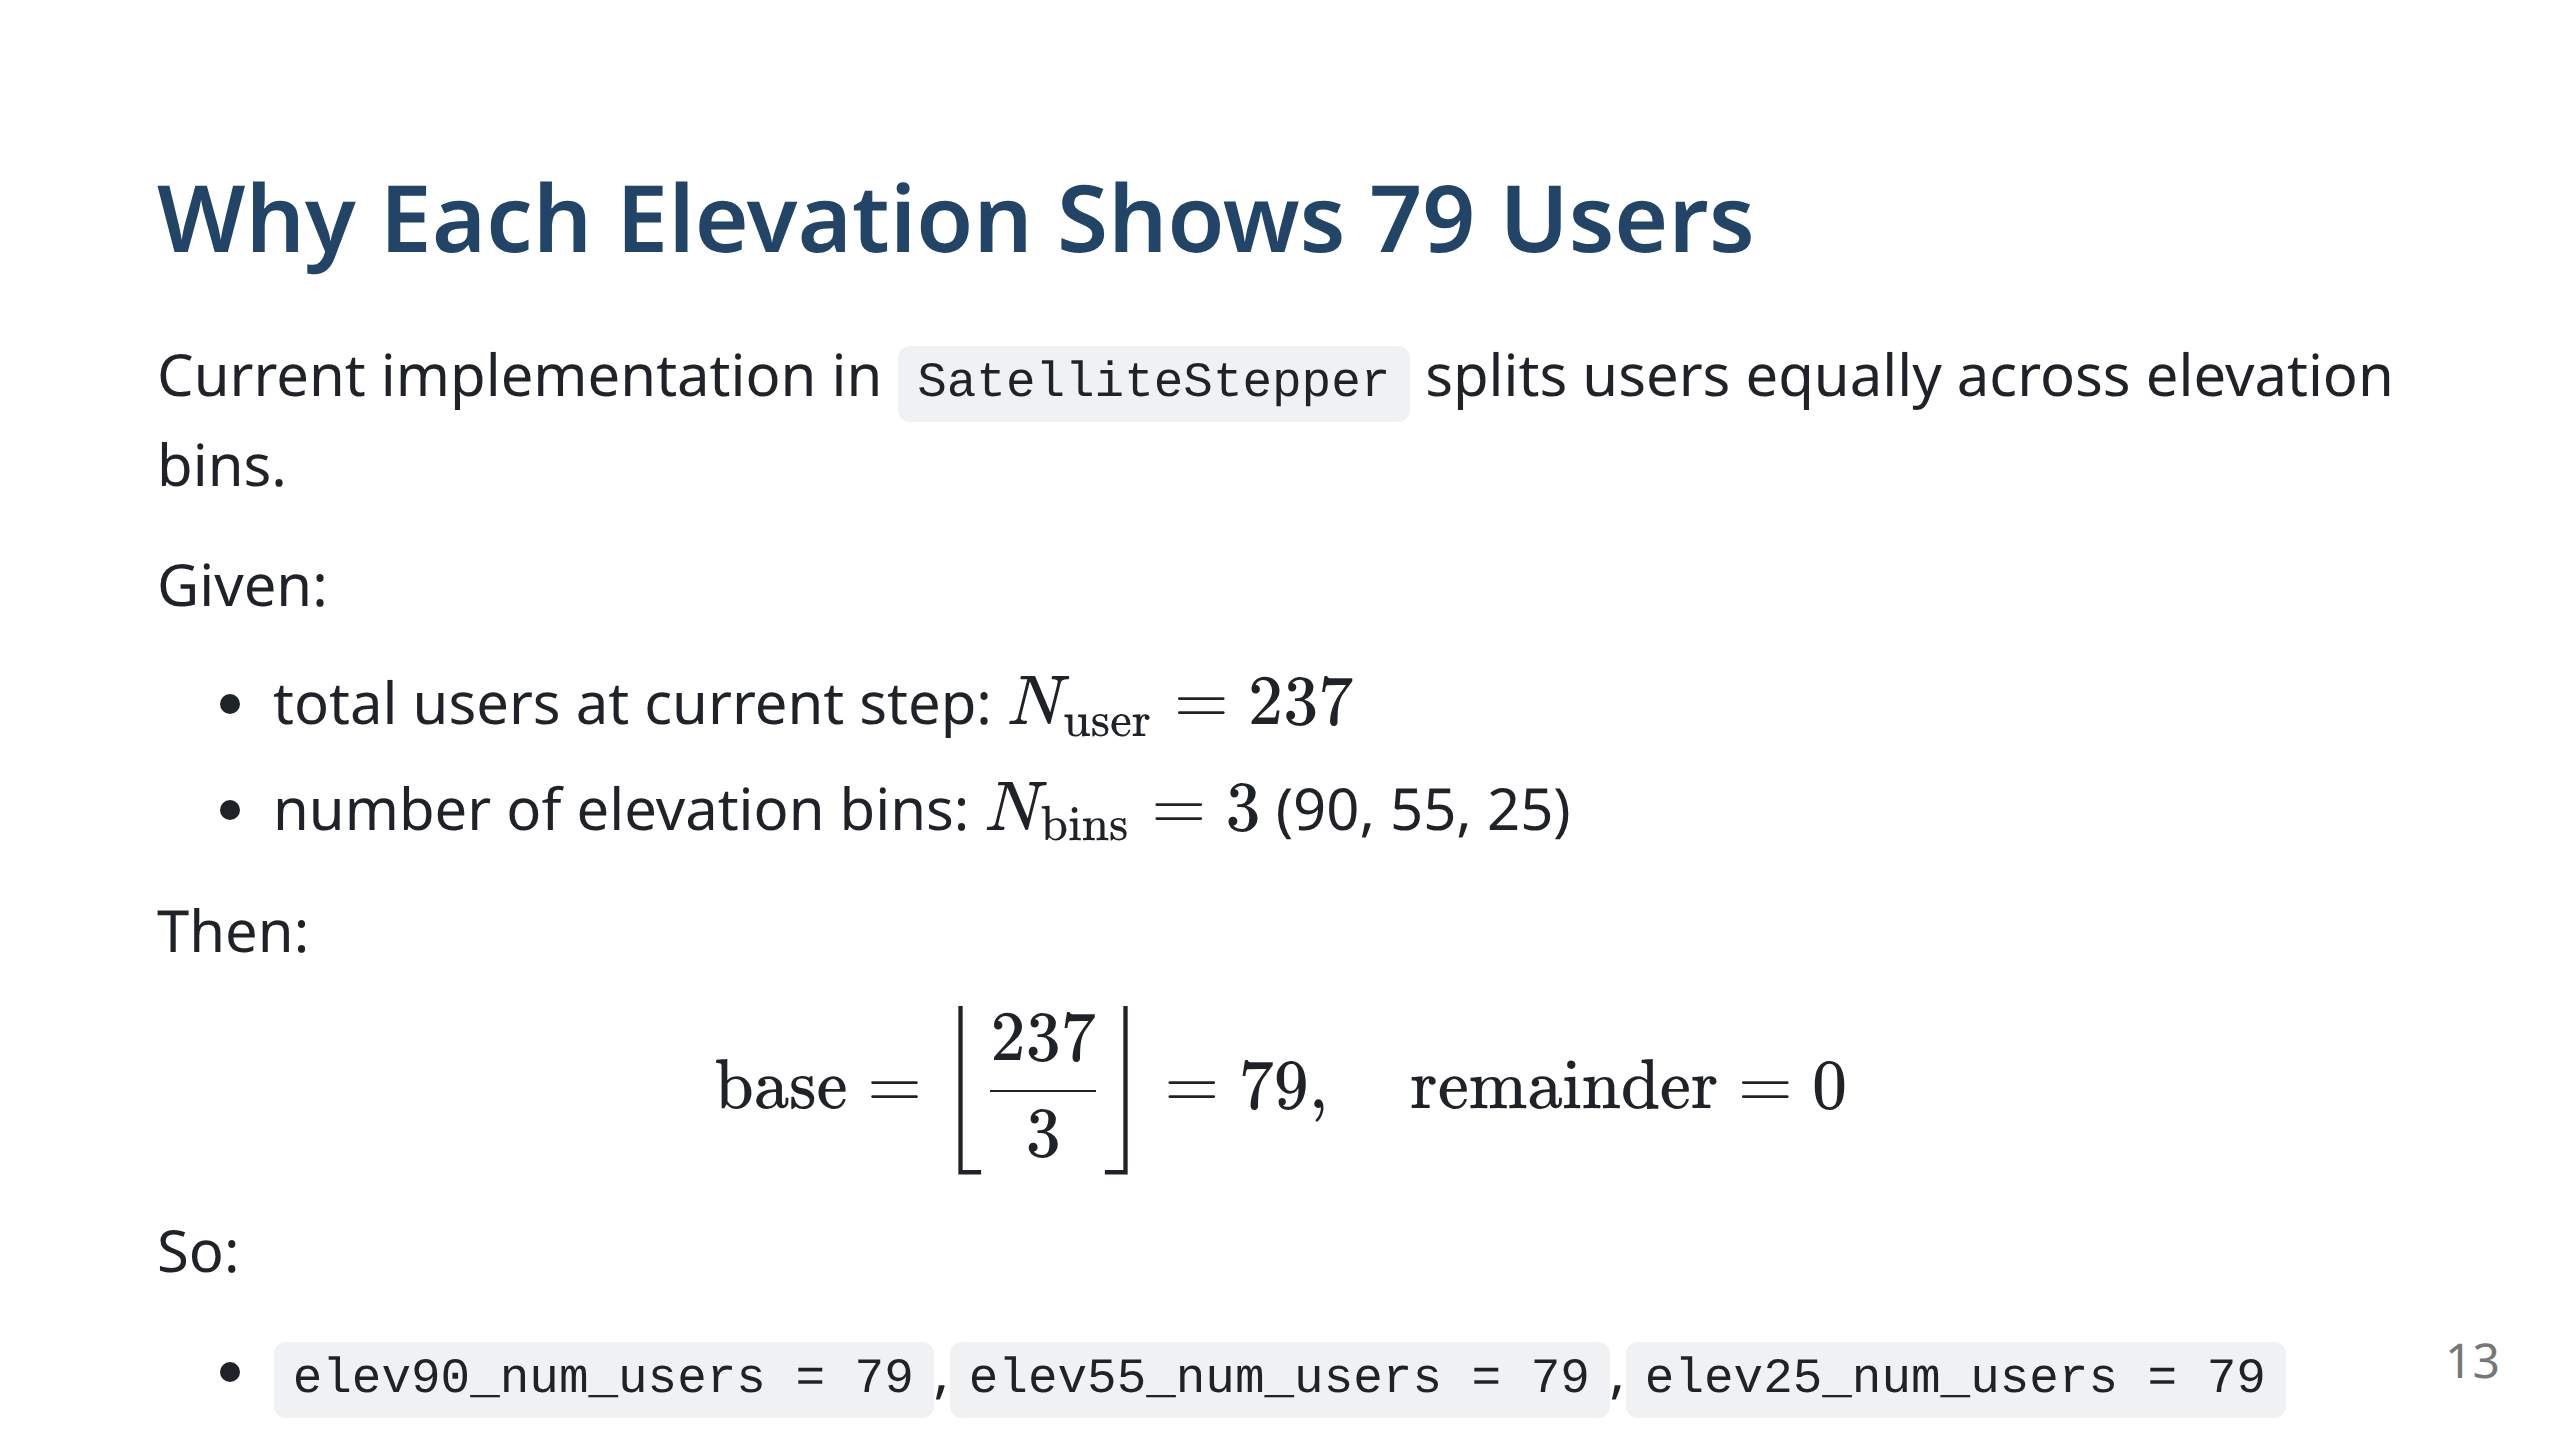 Why Each Elevation Shows 79 Users
Current implementation in SatelliteStepper splits users equally across elevation
bins.
Given:
• total users at current step: N_user = 237
• number of elevation bins: N_bins = 3 (90, 55, 25)
Then:
base = ⌊237/3⌋ = 79, remainder = 0
So:
• elev90_num_users = 79, elev55_num_users = 79, elev25_num_users = 79
13